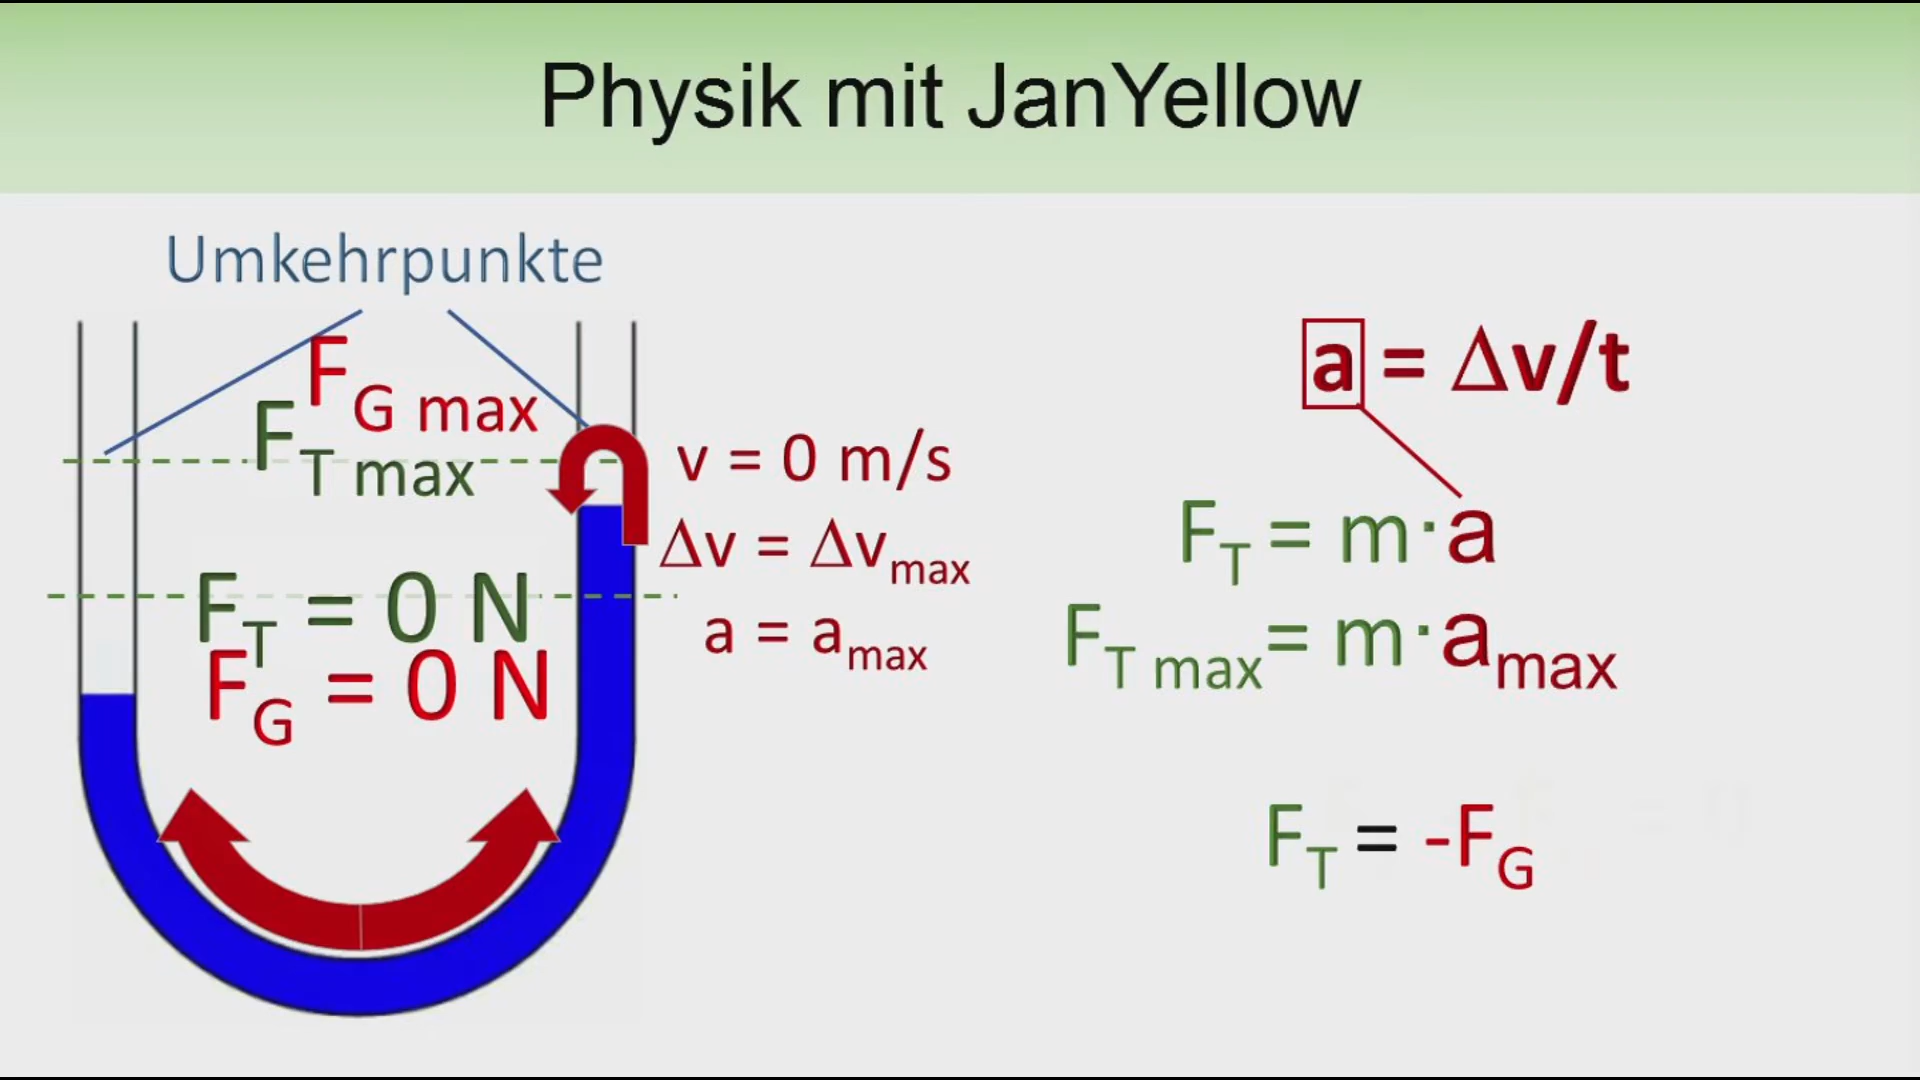 Physik mit JanYellow
Umkehrpunkte
F_G max
F_T max
F_T = 0 N
F_G = 0 N
v = 0 m/s
Δv = Δv_max
a = a_max
a = Δv/t
F_T = m·a
F_T max = m·a_max
F_T = -F_G